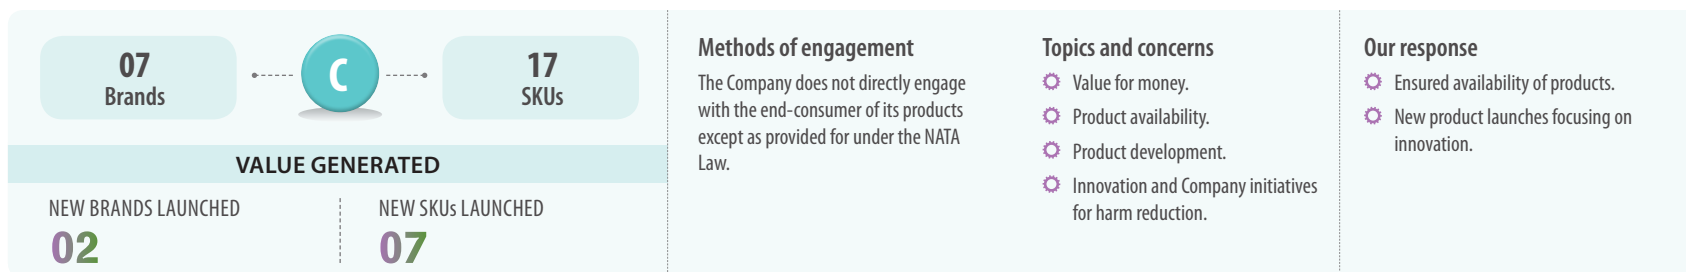 07
Brands
C
17
SKUs
VALUE GENERATED
NEW BRANDS LAUNCHED
02
NEW SKUs LAUNCHED
07
Methods of engagement
The Company does not directly engage
with the end-consumer of its products
except as provided for under the NATA
Law.
Topics and concerns
Value for money.
Product availability.
Product development.
Innovation and Company initiatives
for harm reduction.
Our response
Ensured availability of products.
New product launches focusing on
innovation.